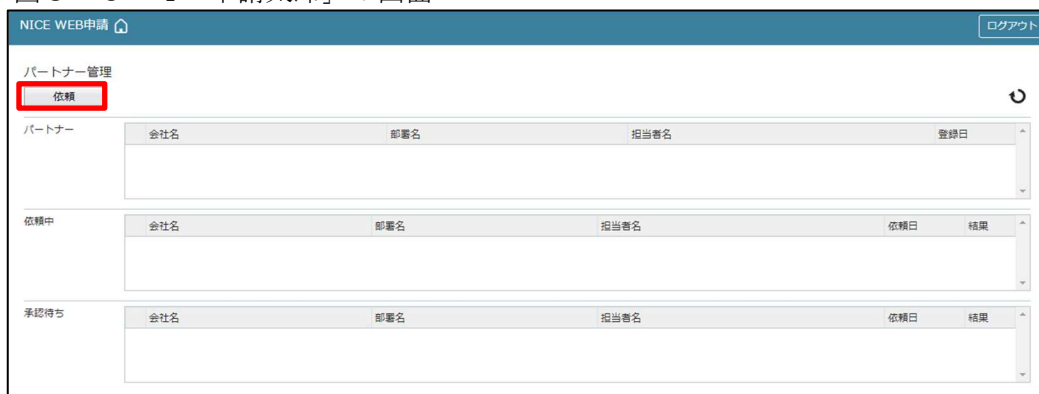 NICE WEB申請
ログアウト
パートナー管理
依頼
パートナー
会社名 部署名 担当者名 登録日
依頼中
会社名 部署名 担当者名 依頼日 結果
承認待ち
会社名 部署名 担当者名 依頼日 結果